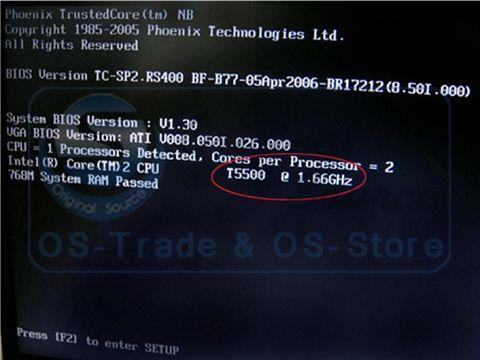 Phoenix TrustedCore(tm) NB
Copyright 1985-2005 Phoenix Technologies Ltd.
All Rights Reserved
BIOS Version TC-SP2.RS400 BF-B77-05Apr2006-BR17212(8.50I.000)
System BIOS Version : V1.30
VGA BIOS Version: ATI V008.050I.026.000
CPU = 1 Processors Detected, Cores per Processor = 2
Intel(R) Core(TM)2 CPU T5500 @ 1.66GHz
768M System RAM Passed
Original Source
OS-Trade & OS-Store
Press [F2] to enter SETUP